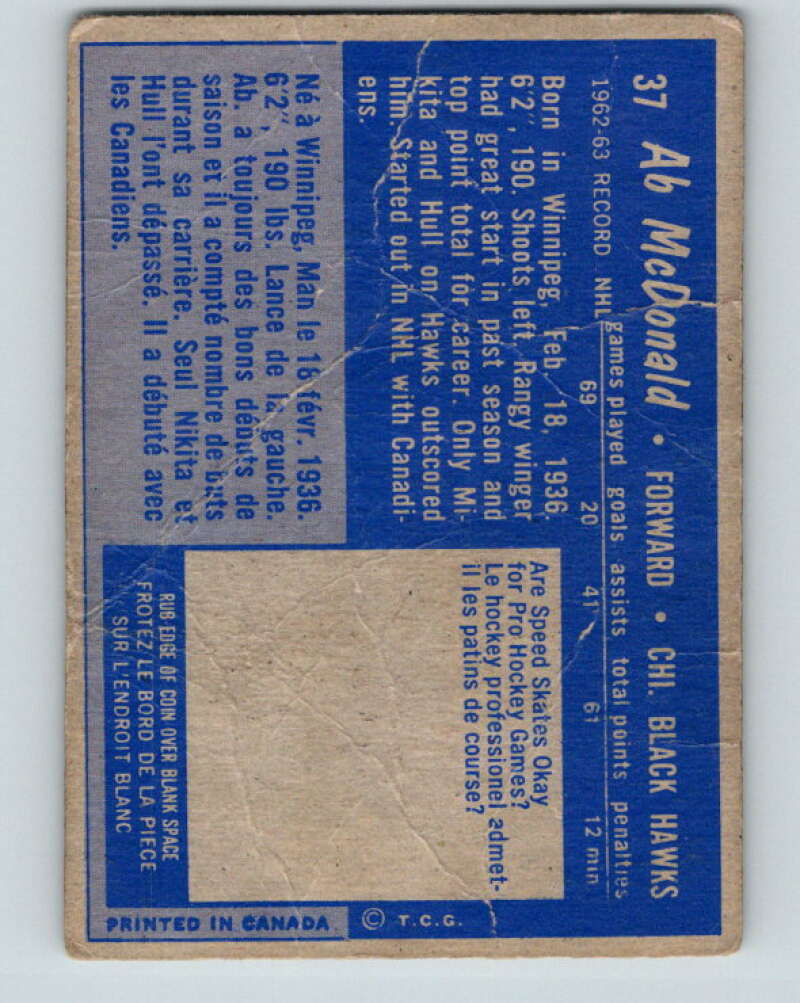 37 Ab McDonald • FORWARD • CHI. BLACK HAWKS
games played goals assists total points penalties
1962-63 RECORD NHL 69 20 41 61 12 min
Born in Winnipeg, Feb 18, 1936.
6'2", 190. Shoots left. Rangy winger
had great start in past season and
top point total for career. Only Mi-
kita and Hull on Hawks outscored
him. Started out in NHL with Canadi-
ens.
Né à Winnipeg, Man le 18 févr. 1936.
6'2", 190 lbs. Lance de la gauche.
Ab. a toujours des bons débuts de
saison et il a compté nombre de buts
durant sa carrière. Seul Nikita et
Hull l'ont dépassé. Il a débuté avec
les Canadiens.
Are Speed Skates Okay
for Pro Hockey Games?
Le hockey professionel admet-
il les patins de course?
RUB EDGE OF COIN OVER BLANK SPACE
FROTEZ LE BORD DE LA PIECE
SUR L'ENDROIT BLANC
PRINTED IN CANADA © T.C.G.